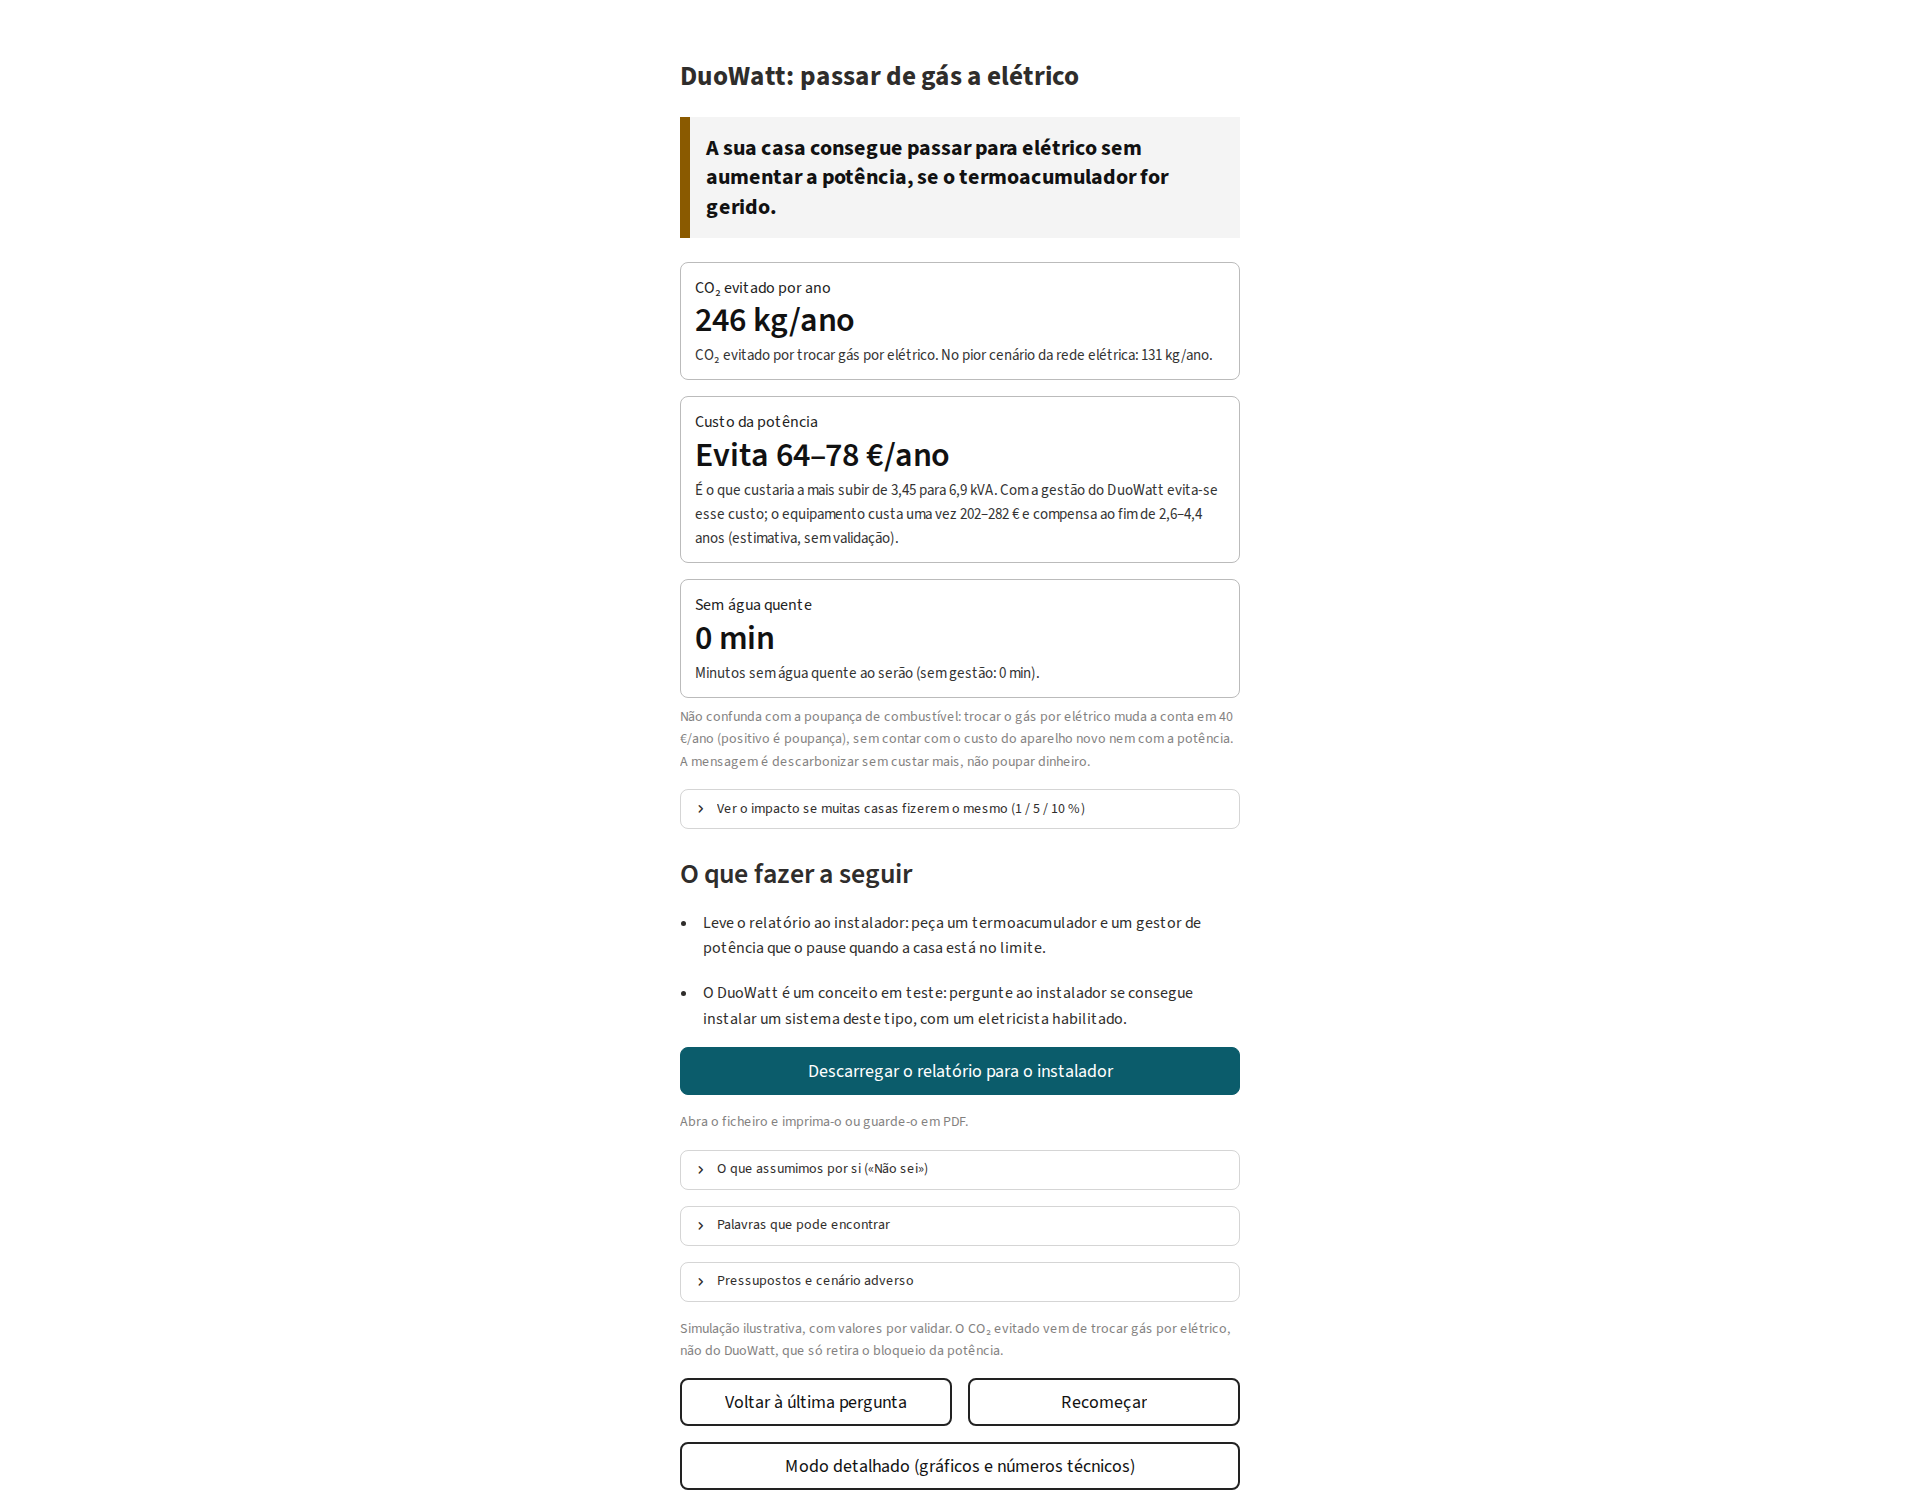 DuoWatt: passar de gás a elétrico
A sua casa consegue passar para elétrico sem
aumentar a potência, se o termoacumulador for
gerido.
CO₂ evitado por ano
246 kg/ano
CO₂ evitado por trocar gás por elétrico. No pior cenário da rede elétrica: 131 kg/ano.
Custo da potência
Evita 64–78 €/ano
É o que custaria a mais subir de 3,45 para 6,9 kVA. Com a gestão do DuoWatt evita-se
esse custo; o equipamento custa uma vez 202–282 € e compensa ao fim de 2,6–4,4
anos (estimativa, sem validação).
Sem água quente
0 min
Minutos sem água quente ao serão (sem gestão: 0 min).
Não confunda com a poupança de combustível: trocar o gás por elétrico muda a conta em 40
€/ano (positivo é poupança), sem contar com o custo do aparelho novo nem com a potência.
A mensagem é descarbonizar sem custar mais, não poupar dinheiro.
Ver o impacto se muitas casas fizerem o mesmo (1 / 5 / 10 %)
O que fazer a seguir
• Leve o relatório ao instalador: peça um termoacumulador e um gestor de
potência que o pause quando a casa está no limite.
• O DuoWatt é um conceito em teste: pergunte ao instalador se consegue
instalar um sistema deste tipo, com um eletricista habilitado.
Descarregar o relatório para o instalador
Abra o ficheiro e imprima-o ou guarde-o em PDF.
O que assumimos por si («Não sei»)
Palavras que pode encontrar
Pressupostos e cenário adverso
Simulação ilustrativa, com valores por validar. O CO₂ evitado vem de trocar gás por elétrico,
não do DuoWatt, que só retira o bloqueio da potência.
Voltar à última pergunta
Recomeçar
Modo detalhado (gráficos e números técnicos)